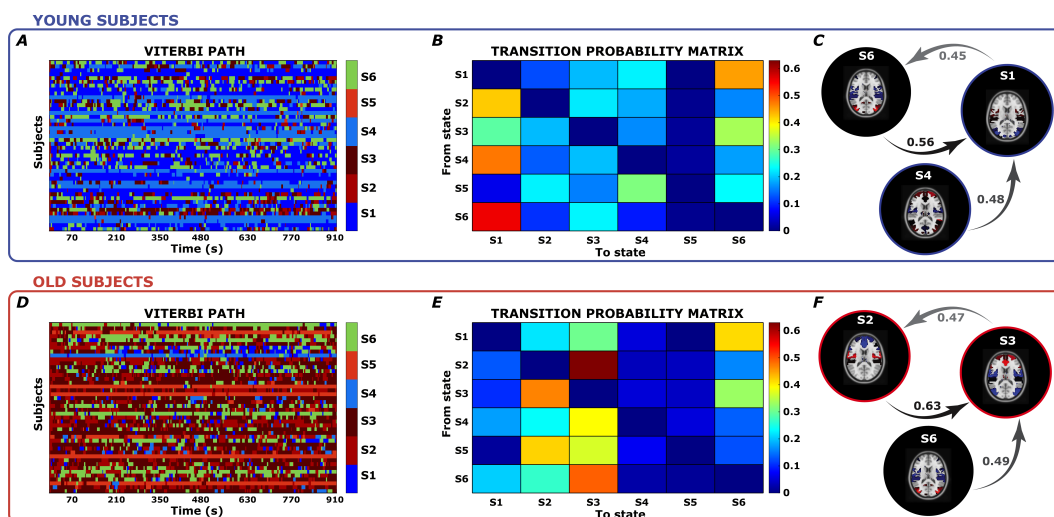 YOUNG SUBJECTS
A
VITERBI PATH
Subjects
S6
S5
S4
S3
S2
S1
70 210 350 480 630 770 910
Time (s)
B
TRANSITION PROBABILITY MATRIX
From state
S1
S2
S3
S4
S5
S6
S1 S2 S3 S4 S5 S6
To state
0.6
0.5
0.4
0.3
0.2
0.1
0
C
S6
0.45
S1
0.56
S4
0.48
OLD SUBJECTS
D
VITERBI PATH
Subjects
S6
S5
S4
S3
S2
S1
70 210 350 480 630 770 910
Time (s)
E
TRANSITION PROBABILITY MATRIX
From state
S1
S2
S3
S4
S5
S6
S1 S2 S3 S4 S5 S6
To state
0.6
0.5
0.4
0.3
0.2
0.1
0
F
S2
0.47
S3
0.63
S6
0.49